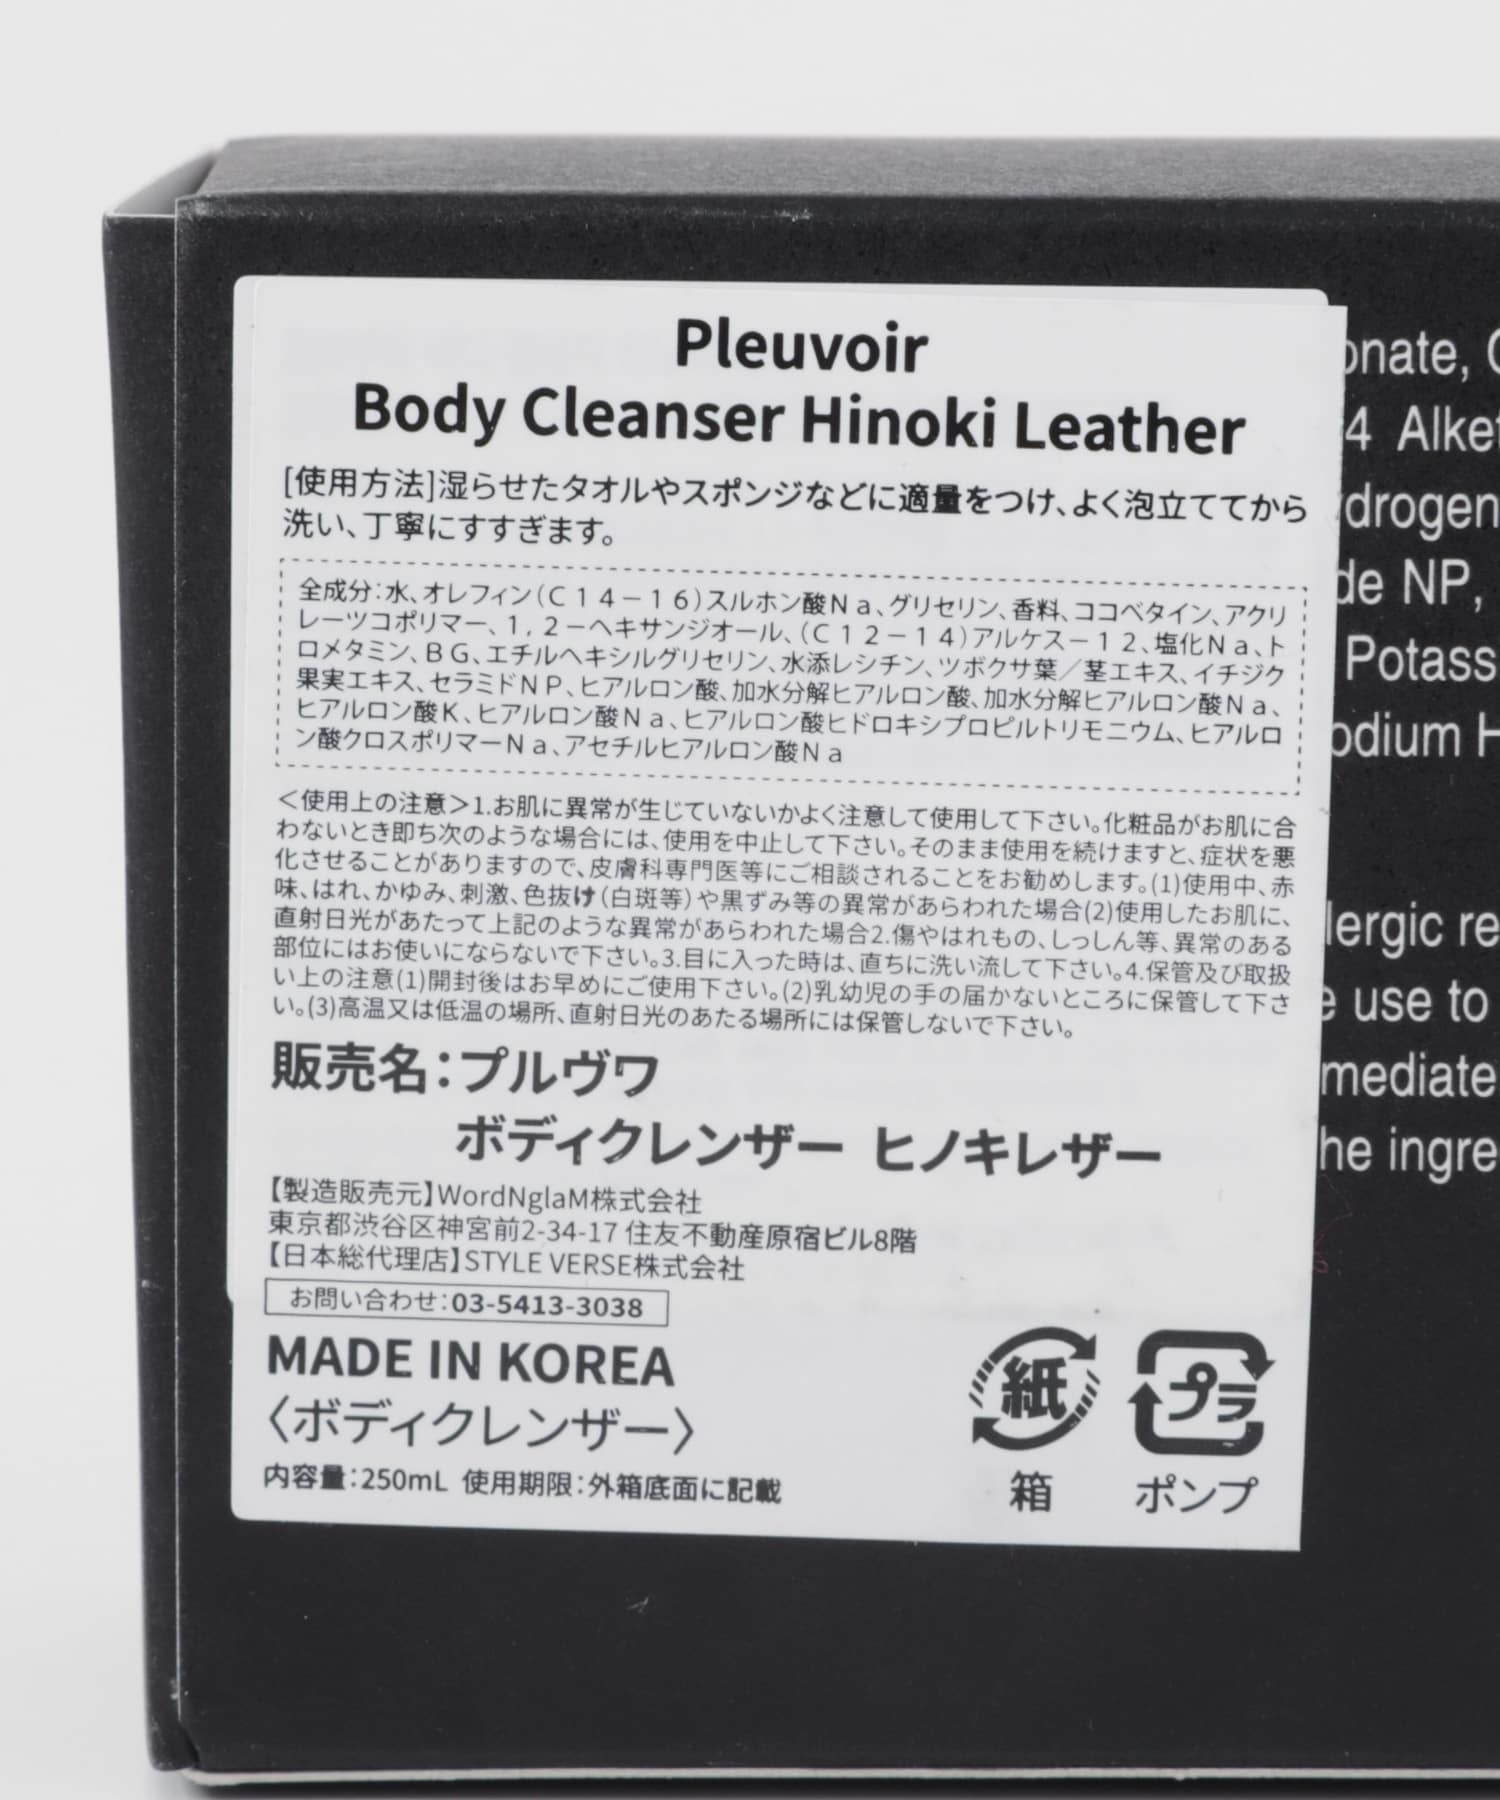 Pleuvoir
Body Cleanser Hinoki Leather
[使用方法]湿らせたタオルやスポンジなどに適量をつけ、よく泡立ててから
洗い、丁寧にすすぎます。
全成分：水、オレフィン（Ｃ１４－１６）スルホン酸Ｎａ、グリセリン、香料、ココベタイン、アクリ
レーツコポリマー、１，２－ヘキサンジオール、（Ｃ１２－１４）アルケス－１２、塩化Ｎａ、ト
ロメタミン、ＢＧ、エチルヘキシルグリセリン、水添レシチン、ツボクサ葉／茎エキス、イチジク
果実エキス、セラミドＮＰ、ヒアルロン酸、加水分解ヒアルロン酸、加水分解ヒアルロン酸Ｎａ、
ヒアルロン酸Ｋ、ヒアルロン酸Ｎａ、ヒアルロン酸ヒドロキシプロピルトリモニウム、ヒアルロ
ン酸クロスポリマーＮａ、アセチルヒアルロン酸Ｎａ
＜使用上の注意＞1.お肌に異常が生じていないかよく注意して使用して下さい。化粧品がお肌に合
わないとき即ち次のような場合には、使用を中止して下さい。そのまま使用を続けますと、症状を悪
化させることがありますので、皮膚科専門医等にご相談されることをお勧めします。(1)使用中、赤
味、はれ、かゆみ、刺激、色抜け（白斑等）や黒ずみ等の異常があらわれた場合(2)使用したお肌に、
直射日光があたって上記のような異常があらわれた場合2.傷やはれもの、しっしん等、異常のある
部位にはお使いにならないで下さい。3.目に入った時は、直ちに洗い流して下さい。4.保管及び取扱
い上の注意(1)開封後はお早めにご使用下さい。(2)乳幼児の手の届かないところに保管して下さ
い。(3)高温又は低温の場所、直射日光のあたる場所には保管しないで下さい。
販売名：プルヴワ
ボディクレンザー ヒノキレザー
【製造販売元】WordNglaM株式会社
東京都渋谷区神宮前2-34-17 住友不動産原宿ビル8階
【日本総代理店】STYLE VERSE株式会社
お問い合わせ：03-5413-3038
MADE IN KOREA
〈ボディクレンザー〉
内容量：250mL 使用期限：外箱底面に記載
紙
箱
プラ
ポンプ
onate, C
4 Alket
drogen
de NP,
Potass
odium H
lergic re
e use to
mediate
he ingre